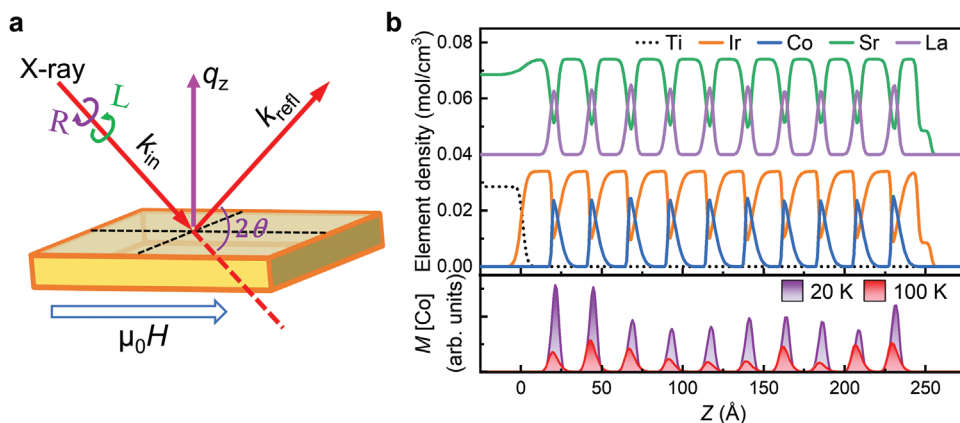 a
X-ray
R
L
k_in
q_z
k_refl
2θ
μ₀H
b
Ti Ir Co Sr La
Element density (mol/cm³)
0.08
0.04
0.04
0.02
0.00
M [Co]
(arb. units)
20 K 100 K
0 50 100 150 200 250
Z (Å)